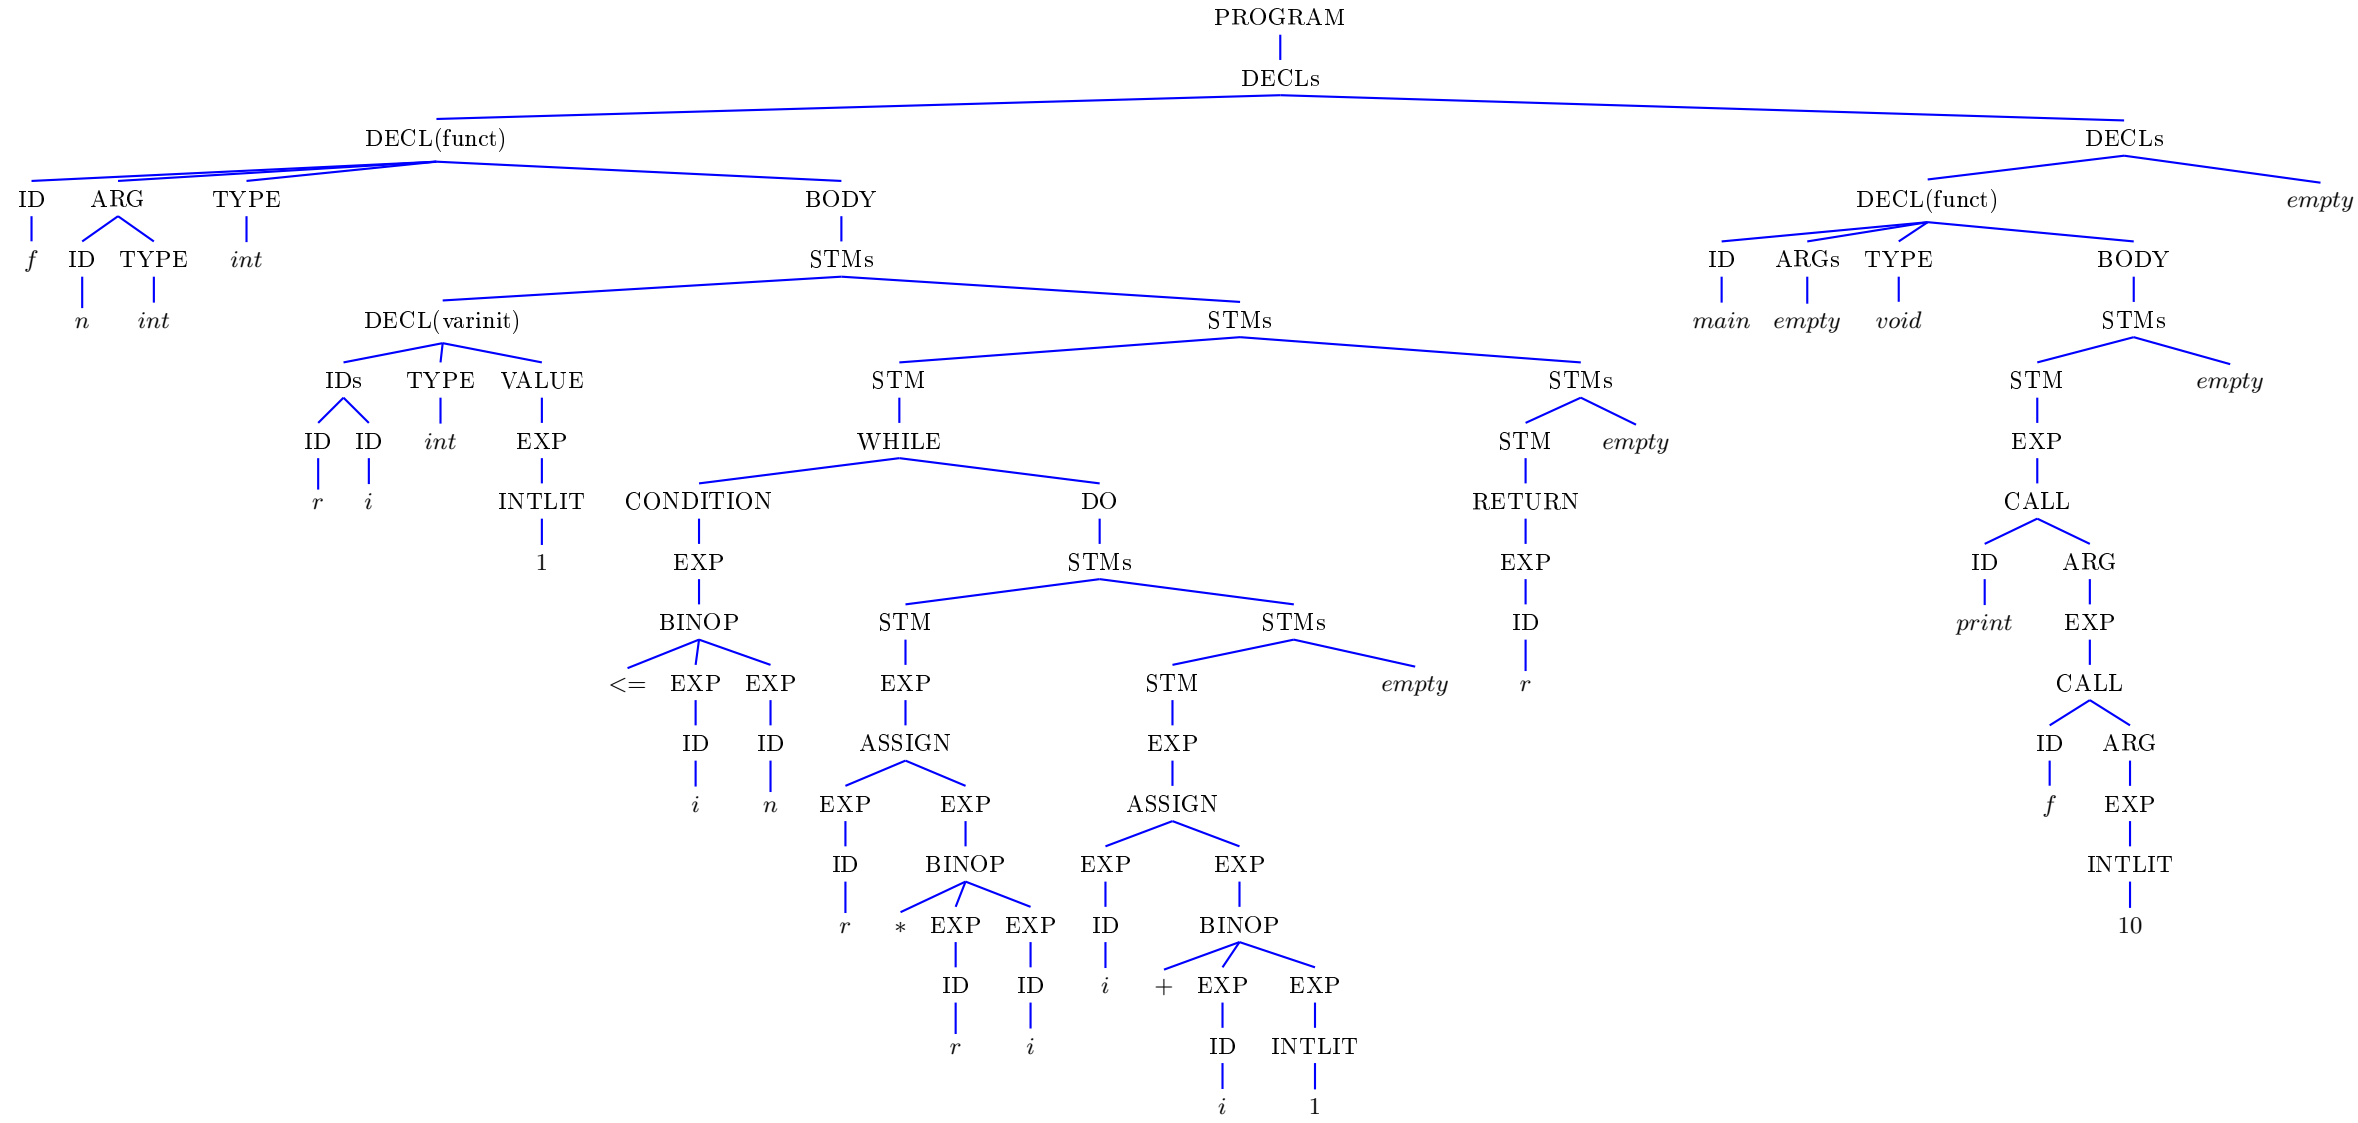 PROGRAM
DECLs
DECL(funct) DECLs
ID ARG TYPE BODY DECL(funct) empty
f ID TYPE int STMs ID ARGs TYPE BODY
n int DECL(varinit) STMs main empty void STMs
IDs TYPE VALUE STM STMs STM empty
ID ID int EXP WHILE STM empty EXP
r i INTLIT CONDITION DO RETURN CALL
1 EXP STMs EXP ID ARG
BINOP STM STMs ID print EXP
<= EXP EXP EXP STM empty r CALL
ID ID ASSIGN EXP ID ARG
i n EXP EXP ASSIGN f EXP
ID BINOP EXP EXP INTLIT
r * EXP EXP ID BINOP 10
ID ID i + EXP EXP
r i ID INTLIT
i 1